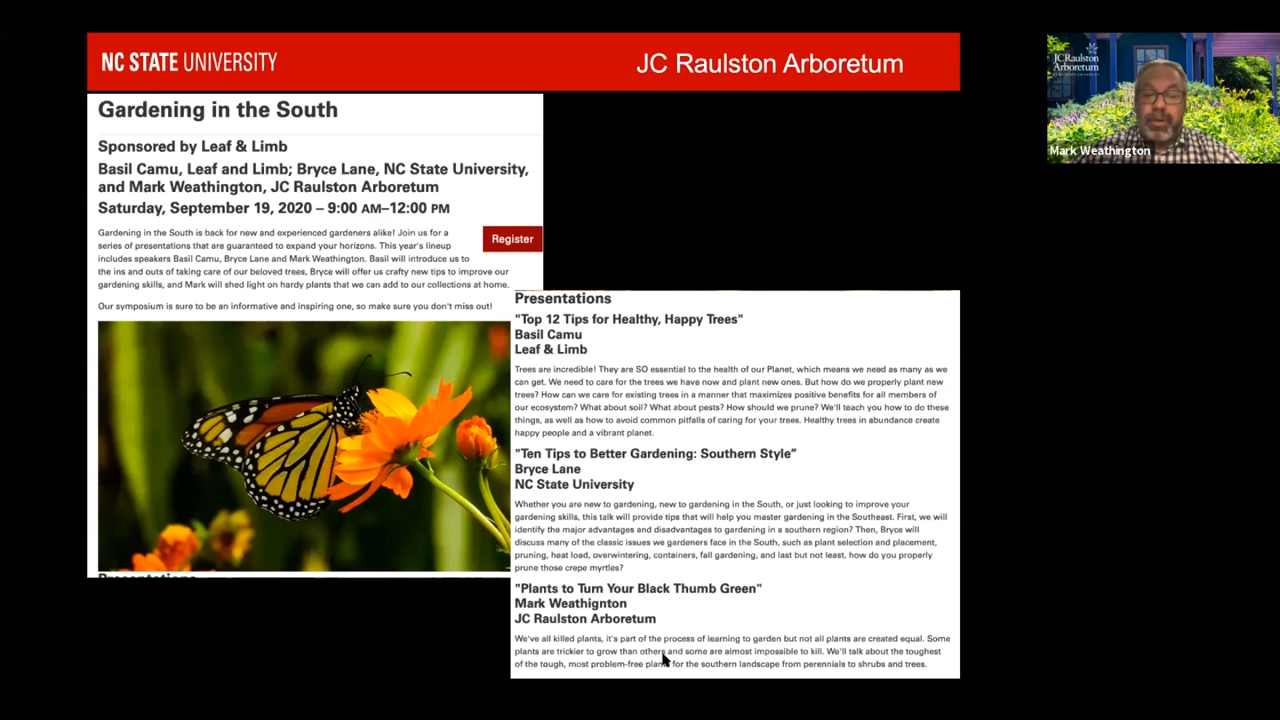 NC STATE UNIVERSITY
JC Raulston Arboretum
JCRaulston
Arboretum
Mark Weathington
Gardening in the South
Sponsored by Leaf & Limb
Basil Camu, Leaf and Limb; Bryce Lane, NC State University,
and Mark Weathington, JC Raulston Arboretum
Saturday, September 19, 2020 – 9:00 AM–12:00 PM
Gardening in the South is back for new and experienced gardeners alike! Join us for a
series of presentations that are guaranteed to expand your horizons. This year's lineup
includes speakers Basil Camu, Bryce Lane and Mark Weathington. Basil will introduce us to
the ins and outs of taking care of our beloved trees, Bryce will offer us crafty new tips to improve our
gardening skills, and Mark will shed light on hardy plants that we can add to our collections at home.
Register
Our symposium is sure to be an informative and inspiring one, so make sure you don't miss out!
Presentations
Presentations
"Top 12 Tips for Healthy, Happy Trees"
Basil Camu
Leaf & Limb
Trees are incredible! They are SO essential to the health of our Planet, which means we need as many as we
can get. We need to care for the trees we have now and plant new ones. But how do we properly plant new
trees? How can we care for existing trees in a manner that maximizes positive benefits for all members of
our ecosystem? What about soil? What about pests? How should we prune? We'll teach you how to do these
things, as well as how to avoid common pitfalls of caring for your trees. Healthy trees in abundance create
happy people and a vibrant planet.
"Ten Tips to Better Gardening: Southern Style”
Bryce Lane
NC State University
Whether you are new to gardening, new to gardening in the South, or just looking to improve your
gardening skills, this talk will provide tips that will help you master gardening in the Southeast. First, we will
identify the major advantages and disadvantages to gardening in a southern region? Then, Bryce will
discuss many of the classic issues we gardeners face in the South, such as plant selection and placement,
pruning, heat load, overwintering, containers, fall gardening, and last but not least, how do you properly
prune those crepe myrtles?
"Plants to Turn Your Black Thumb Green"
Mark Weathignton
JC Raulston Arboretum
We've all killed plants, it's part of the process of learning to garden but not all plants are created equal. Some
plants are trickier to grow than others and some are almost impossible to kill. We'll talk about the toughest
of the tough, most problem-free plants for the southern landscape from perennials to shrubs and trees.